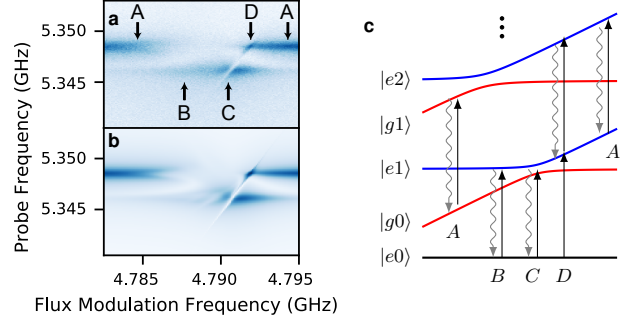 a
A
D
A
B
C
5.350
5.345
b
5.350
5.345
Probe Frequency (GHz)
4.785
4.790
4.795
Flux Modulation Frequency (GHz)
c
|e2⟩
|g1⟩
|e1⟩
|g0⟩
|e0⟩
A
A
B
C
D